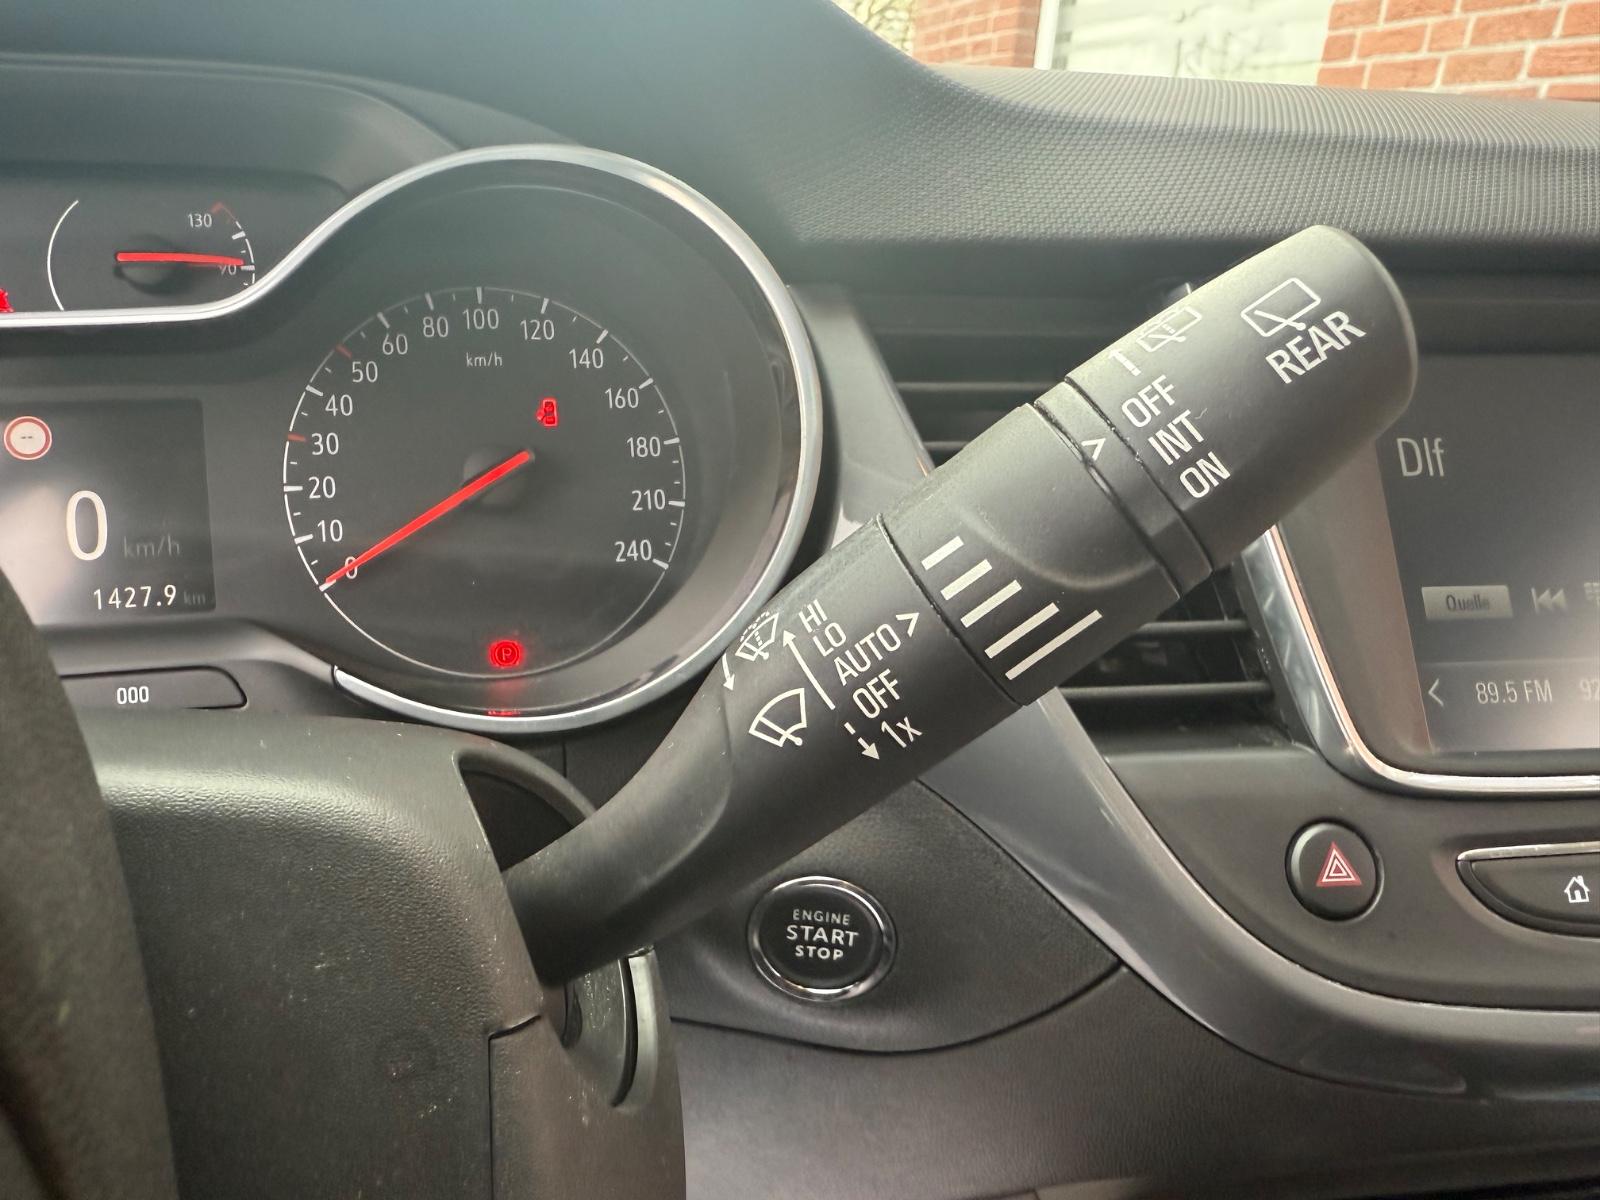 130
90
--
0 km/h
1427.9 km
000
0
10
20
30
40
50
60
80
100
120
140
160
180
210
240
km/h
P
HI
LO
AUTO >
OFF
1x
>
OFF
INT
ON
REAR
ENGINE
START
STOP
Dlf
Quelle
< 89.5 FM 92